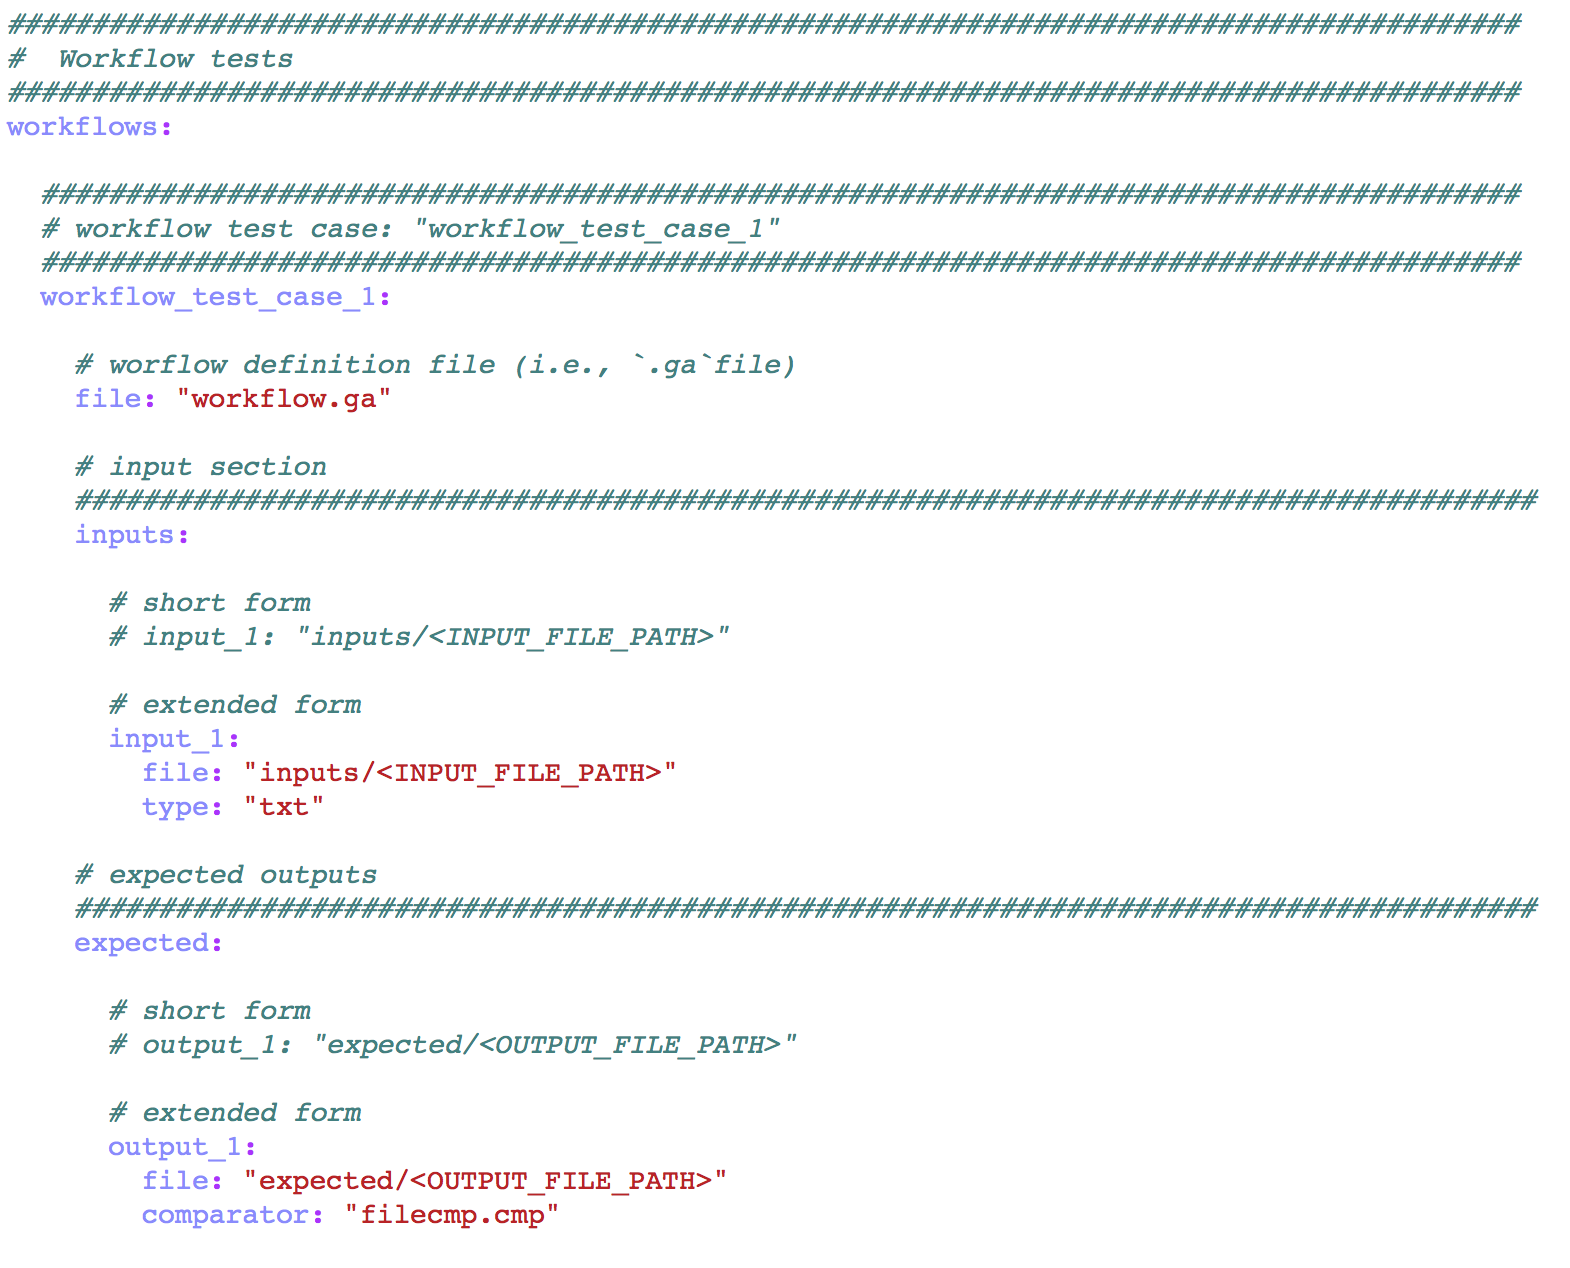 ##########################################################################################
#  Workflow tests
##########################################################################################
workflows:
  ########################################################################################
  # workflow test case: "workflow_test_case_1"
  ########################################################################################
  workflow_test_case_1:
    # worflow definition file (i.e., `.ga`file)
    file: "workflow.ga"
    # input section
    #######################################################################################
    inputs:
      # short form
      # input_1: "inputs/<INPUT_FILE_PATH>"
      # extended form
      input_1:
        file: "inputs/<INPUT_FILE_PATH>"
        type: "txt"
    # expected outputs
    #######################################################################################
    expected:
      # short form
      # output_1: "expected/<OUTPUT_FILE_PATH>"
      # extended form
      output_1:
        file: "expected/<OUTPUT_FILE_PATH>"
        comparator: "filecmp.cmp"